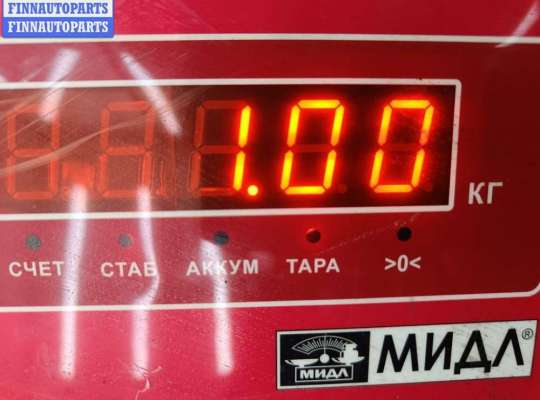 FINNAUTOPARTS
FINNAUTOPARTS
1.00
КГ
СЧЕТ СТАБ АККУМ ТАРА >0<
МИДЛ МИДЛ®